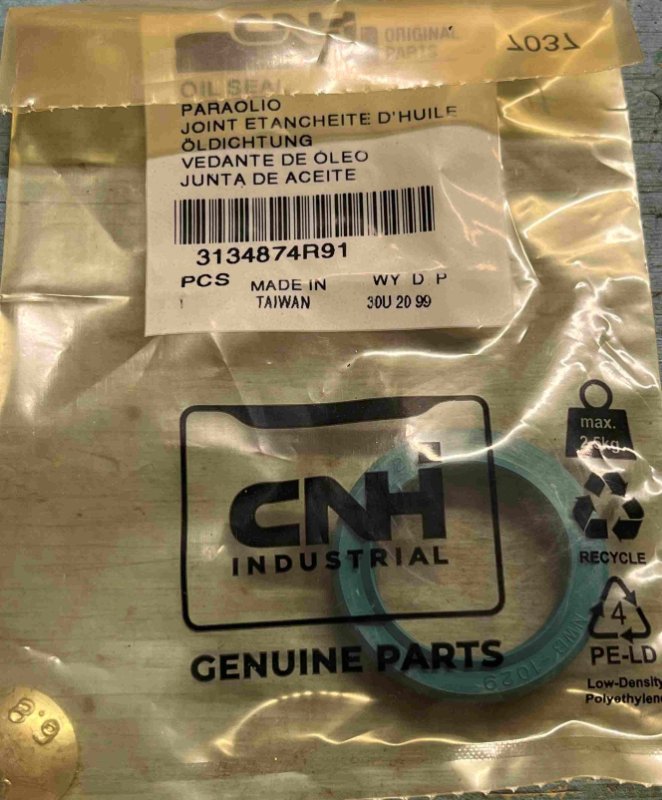 CNH
ORIGINAL
PARTS
7037
OIL SEAL
PARAOLIO
JOINT ETANCHEITE D'HUILE
ÖLDICHTUNG
VEDANTE DE ÓLEO
JUNTA DE ACEITE
3134874R91
PCS MADE IN WY D P
TAIWAN 30U 20 99
max.
2.5kg
CNH
INDUSTRIAL
RECYCLE
4
PE-LD
GENUINE PARTS
1029
Low-Density
Polyethylene